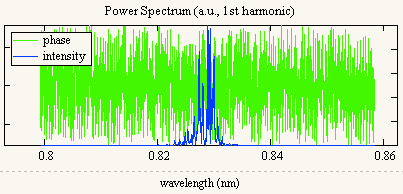 Power Spectrum (a.u., 1st harmonic)
phase
intensity
0.8 0.82 0.84 0.86
wavelength (nm)